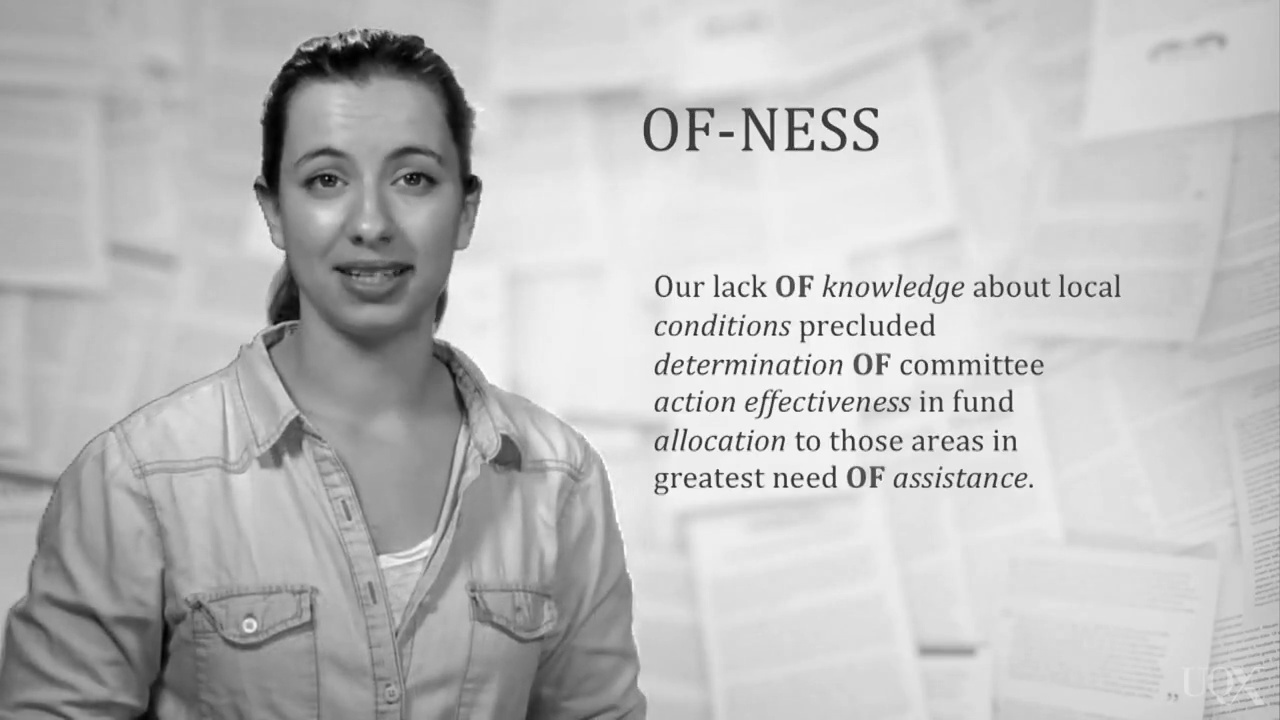 OF-NESS
Our lack OF knowledge about local
conditions precluded
determination OF committee
action effectiveness in fund
allocation to those areas in
greatest need OF assistance.
UQX